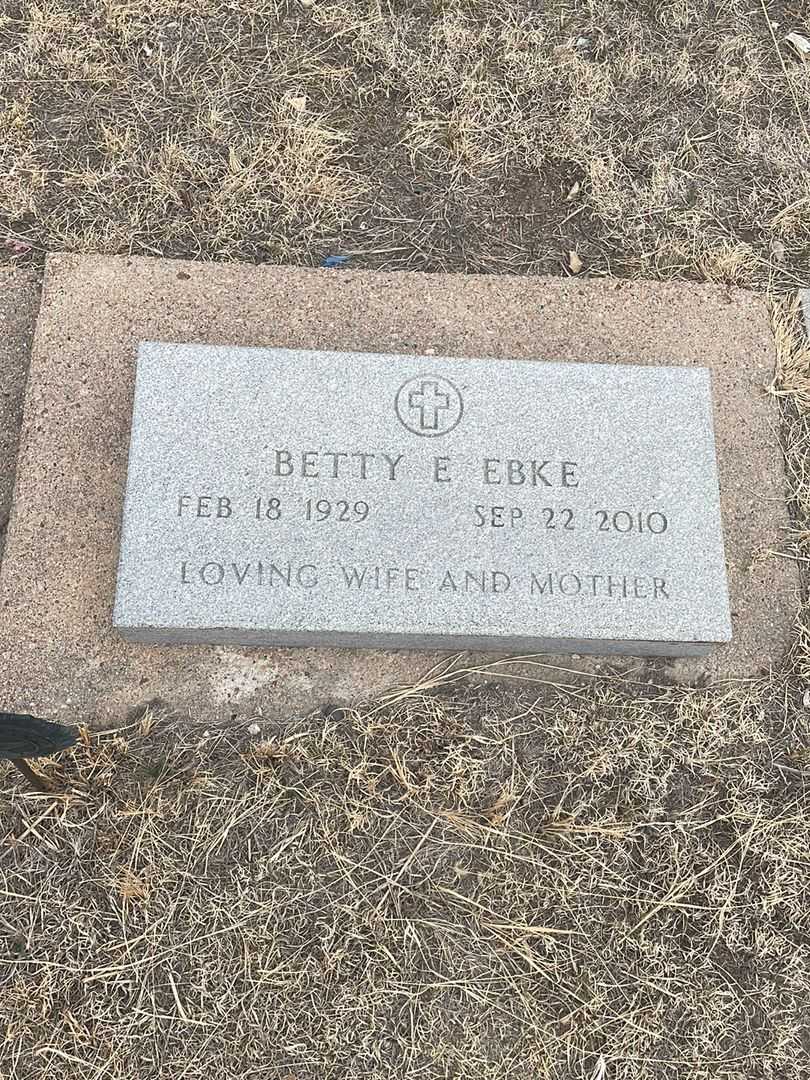 BETTY E EBKE
FEB 18 1929 SEP 22 2010
LOVING WIFE AND MOTHER